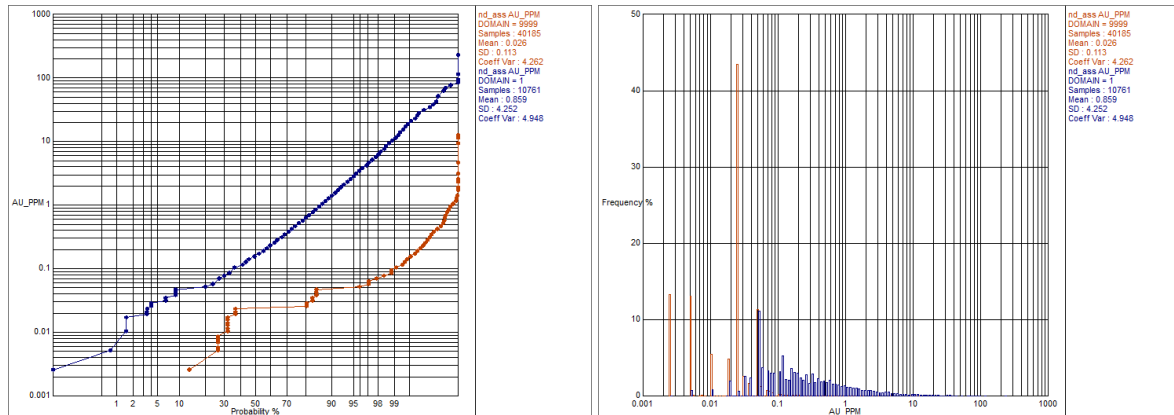 1000
100
10
AU_PPM 1
0.1
0.01
0.001
1 2 5 10 30 50 70 90 95 98 99
Probability %
nd_ass AU_PPM
DOMAIN = 9999
Samples : 40185
Mean : 0.026
SD : 0.113
Coeff Var : 4.262
nd_ass AU_PPM
DOMAIN = 1
Samples : 10761
Mean : 0.859
SD : 4.252
Coeff Var : 4.948
50
40
30
Frequency %
20
10
0
0.001 0.01 0.1 1 10 100 1000
AU_PPM
nd_ass AU_PPM
DOMAIN = 9999
Samples : 40185
Mean : 0.026
SD : 0.113
Coeff Var : 4.262
nd_ass AU_PPM
DOMAIN = 1
Samples : 10761
Mean : 0.859
SD : 4.252
Coeff Var : 4.948